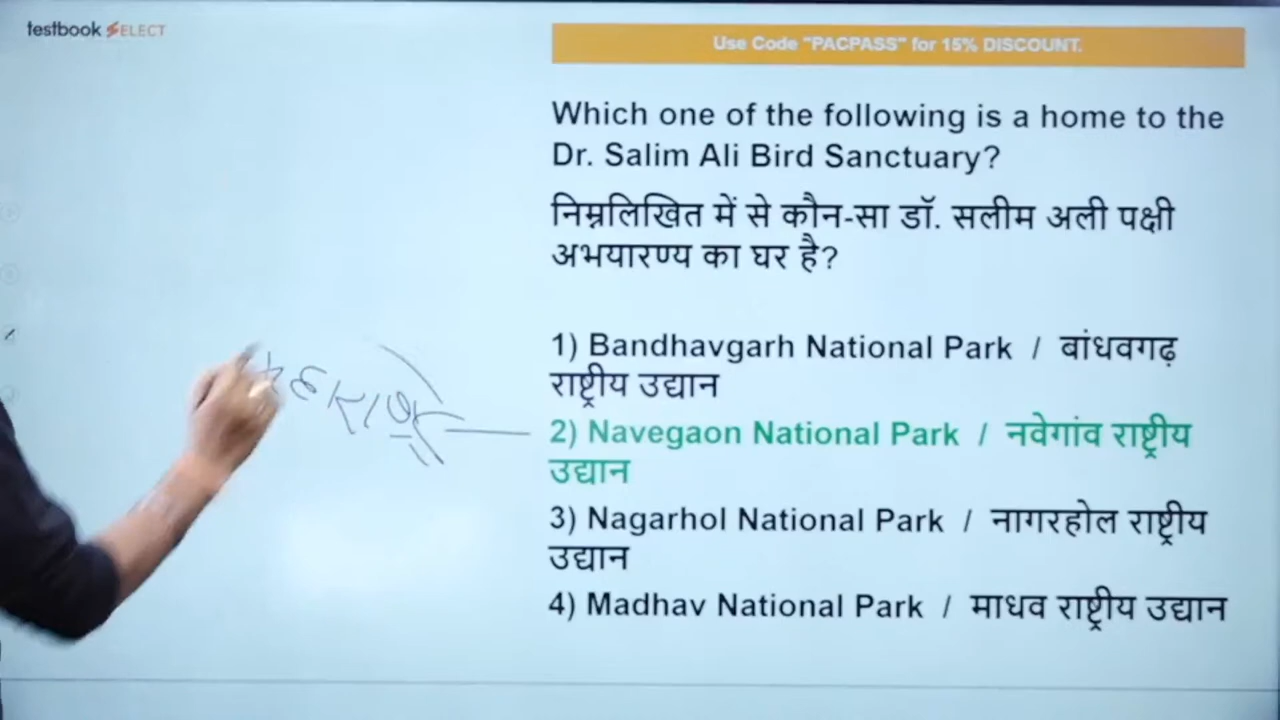 testbook SELECT
Use Code "PACPASS" for 15% DISCOUNT.
Which one of the following is a home to the
Dr. Salim Ali Bird Sanctuary?
निम्नलिखित में से कौन-सा डॉ. सलीम अली पक्षी
अभयारण्य का घर है?
1) Bandhavgarh National Park / बांधवगढ़
राष्ट्रीय उद्यान
2) Navegaon National Park / नवेगांव राष्ट्रीय
उद्यान
3) Nagarhol National Park / नागरहोल राष्ट्रीय
उद्यान
4) Madhav National Park / माधव राष्ट्रीय उद्यान